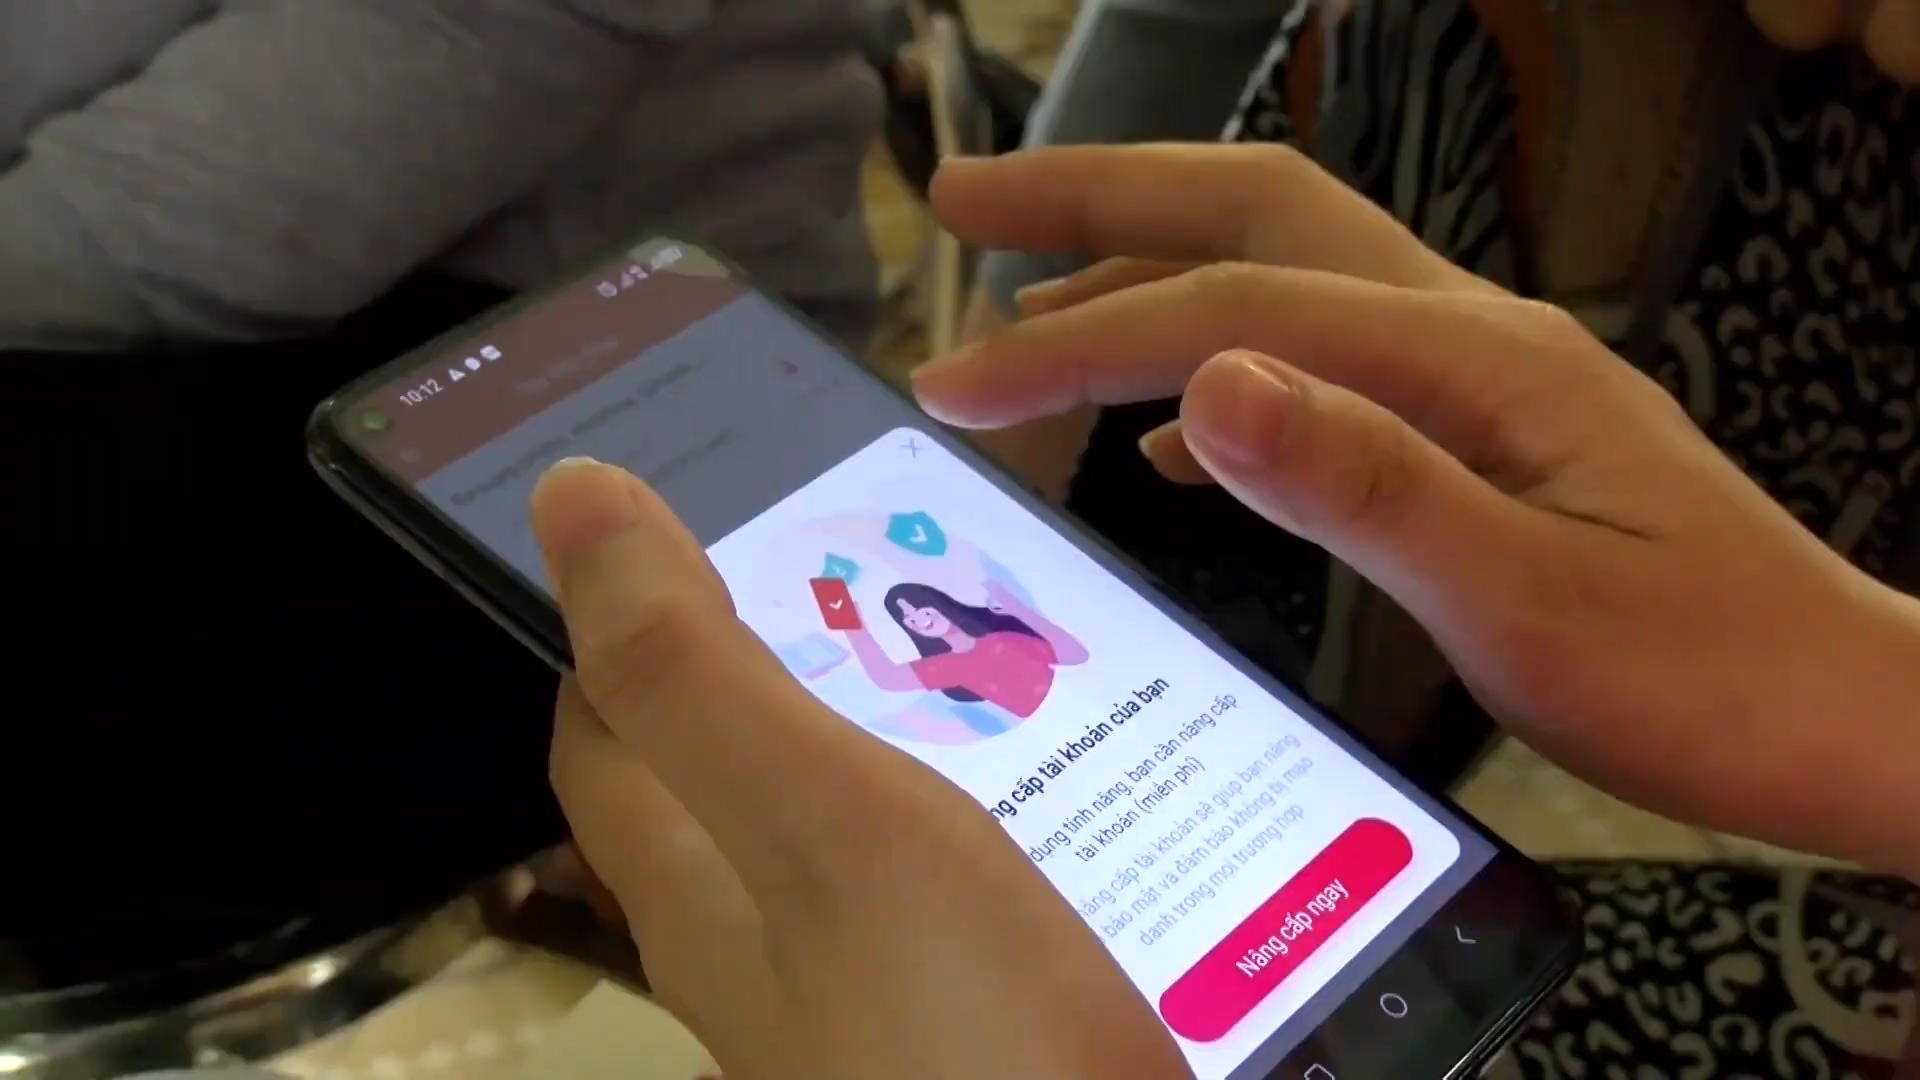 10:12
cấp tài khoản của bạn
dụng tính năng, bạn cần nâng cấp
tài khoản (miễn phí)
nâng cấp tài khoản sẽ giúp bạn nâng
bảo mật và đảm bảo không bị mạo
danh trong mọi trường hợp
Nâng cấp ngay